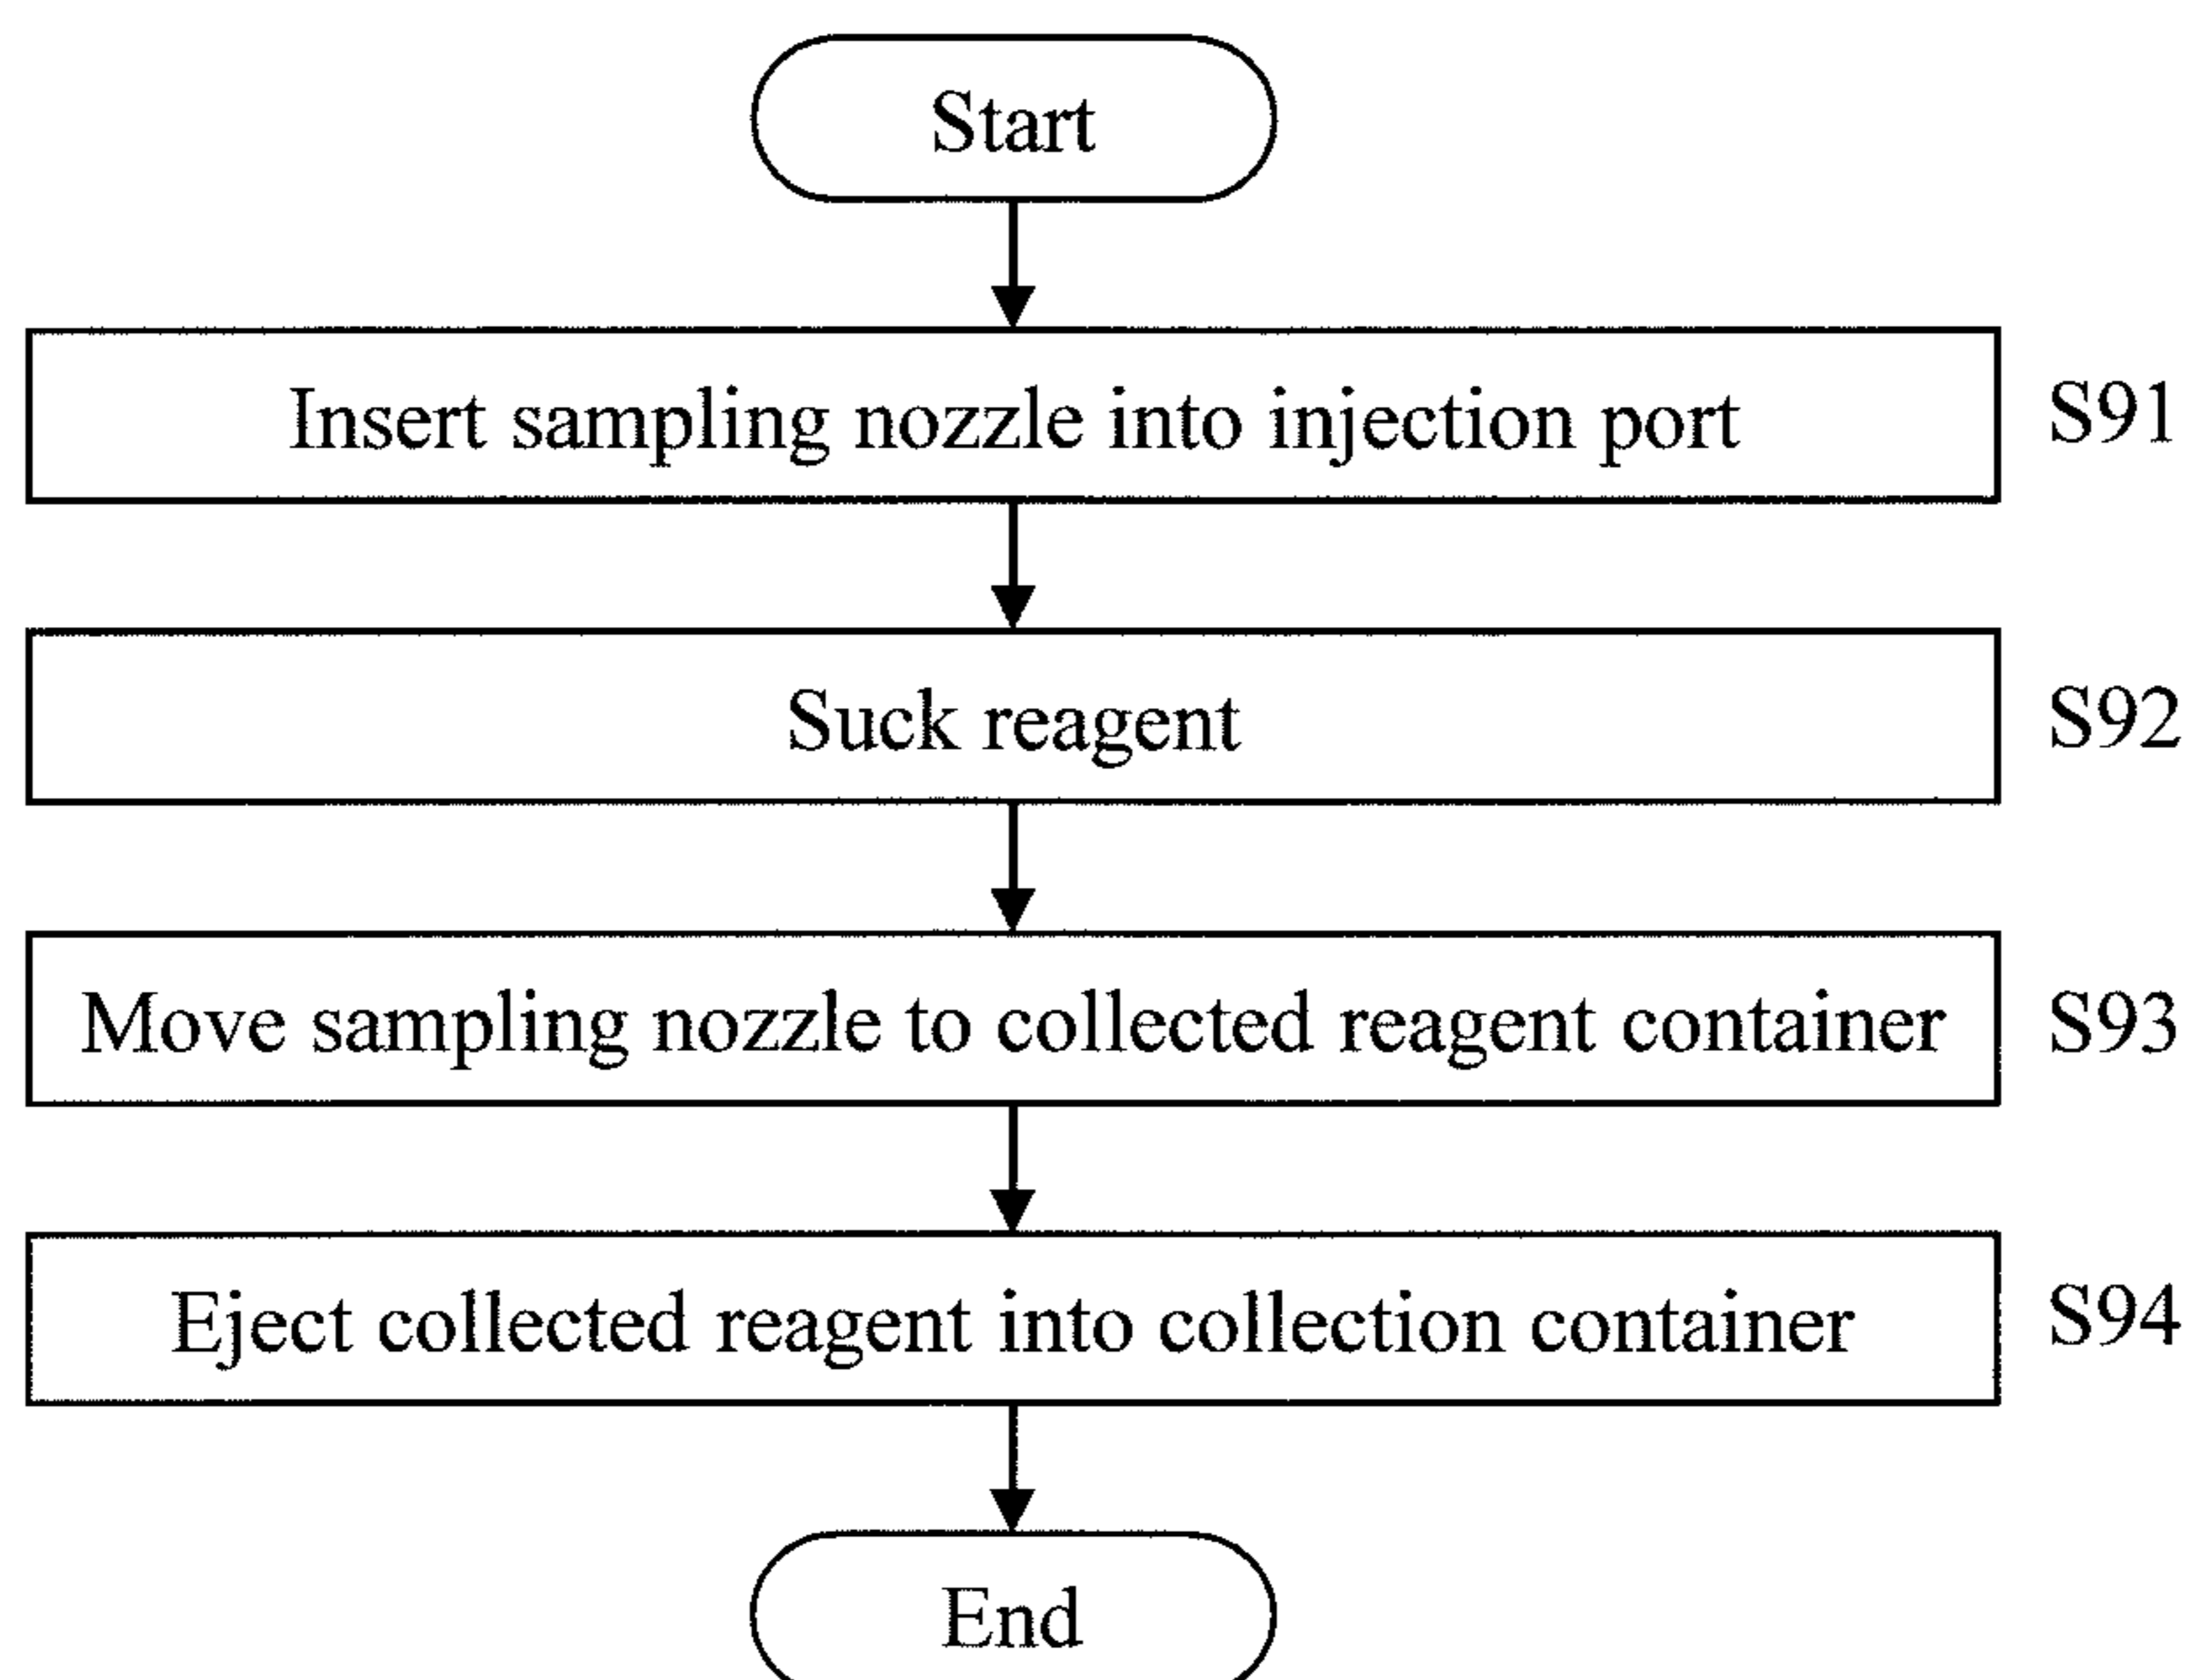 Start
Insert sampling nozzle into injection port S91
Suck reagent S92
Move sampling nozzle to collected reagent container S93
Eject collected reagent into collection container S94
End